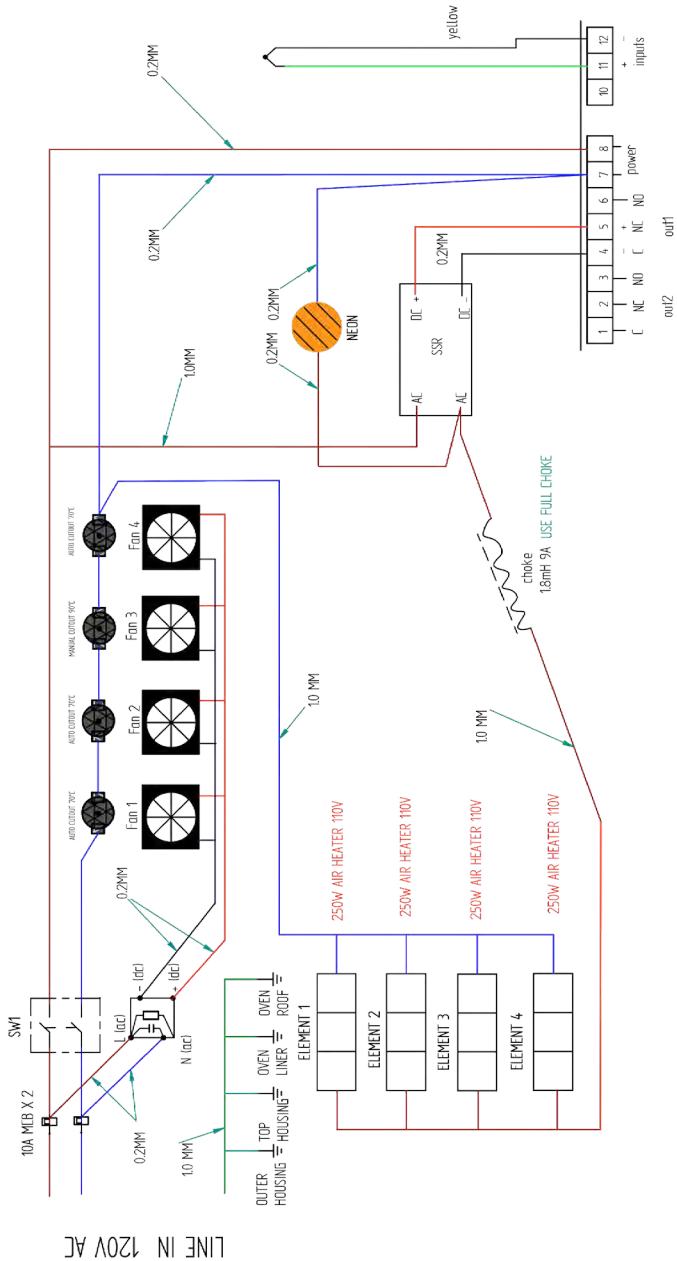 LINE IN 120V AC
10A MEB X 2
SW1
0.2MM
L (ac)
N (ac)
- (dc)
+ (dc)
0.2MM
AUTO CUTOUT 70°C
AUTO CUTOUT 70°C
MANUAL CUTOUT 90°C
AUTO CUTOUT 70°C
Fan 1
Fan 2
Fan 3
Fan 4
1.0MM
0.2MM
0.2MM
0.2MM
0.2MM
NEON
AC
DC +
SSR
AC
DC -
0.2MM
choke
1.8mH 9A USE FULL CHOKE
1.0 MM
1.0 MM
1.0 MM
OUTER
HOUSING
TOP
HOUSING
OVEN
LINER
OVEN
ROOF
ELEMENT 1
250W AIR HEATER 110V
ELEMENT 2
250W AIR HEATER 110V
ELEMENT 3
250W AIR HEATER 110V
ELEMENT 4
250W AIR HEATER 110V
yellow
1 2 3 4 5 6 7 8 10 11 12
C NC NO - C + NC NO power + -
out2 out1 inputs